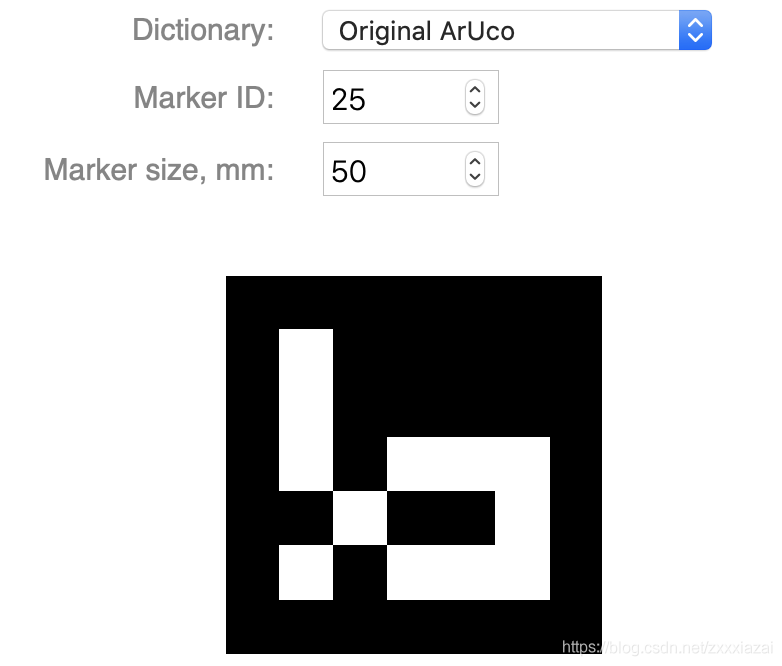 Dictionary: Original ArUco
Marker ID: 25
Marker size, mm: 50
https://blog.csdn.net/zxxxiazai